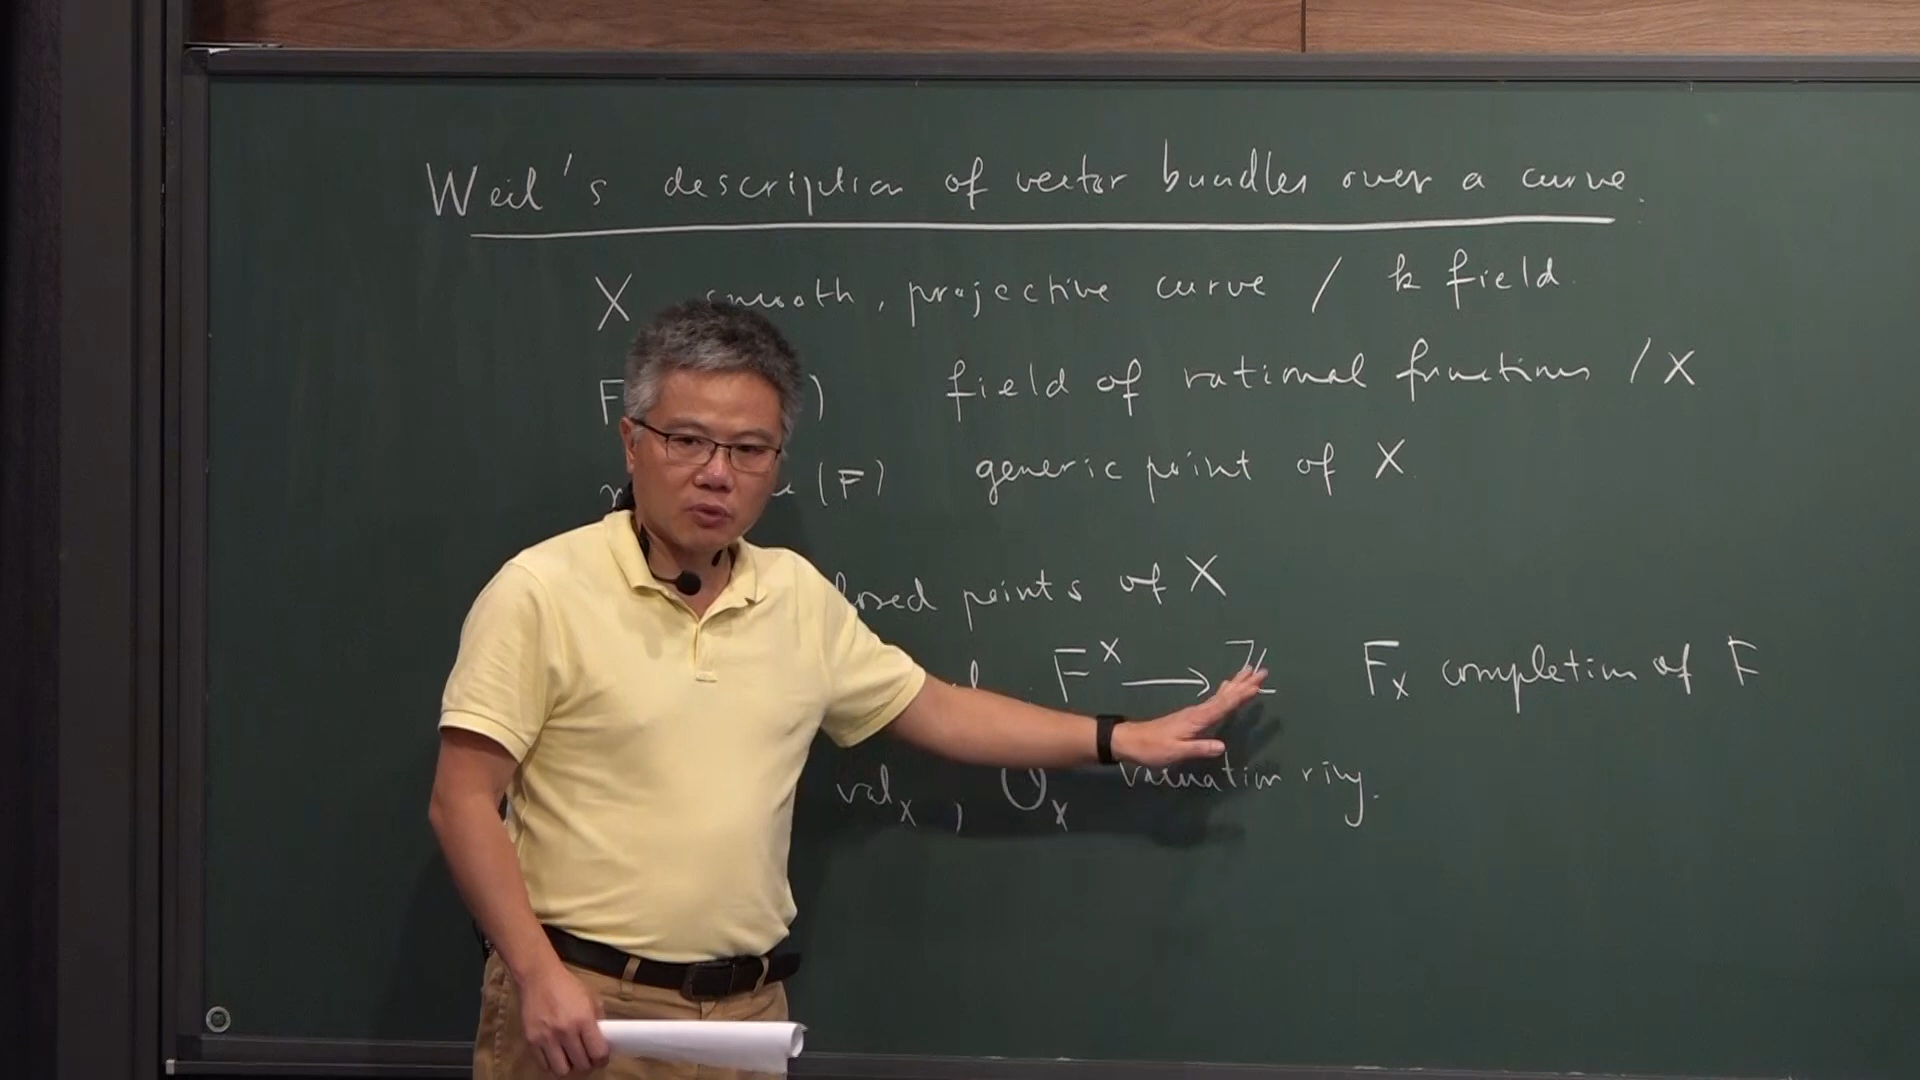 Weil's description of vector bundles over a curve.
X smooth, projective curve / k field.
F ) field of rational functions / X
(F) generic point of X
points of X
F^× → ℤ F_x completion of F
val_x, O_x valuation ring.